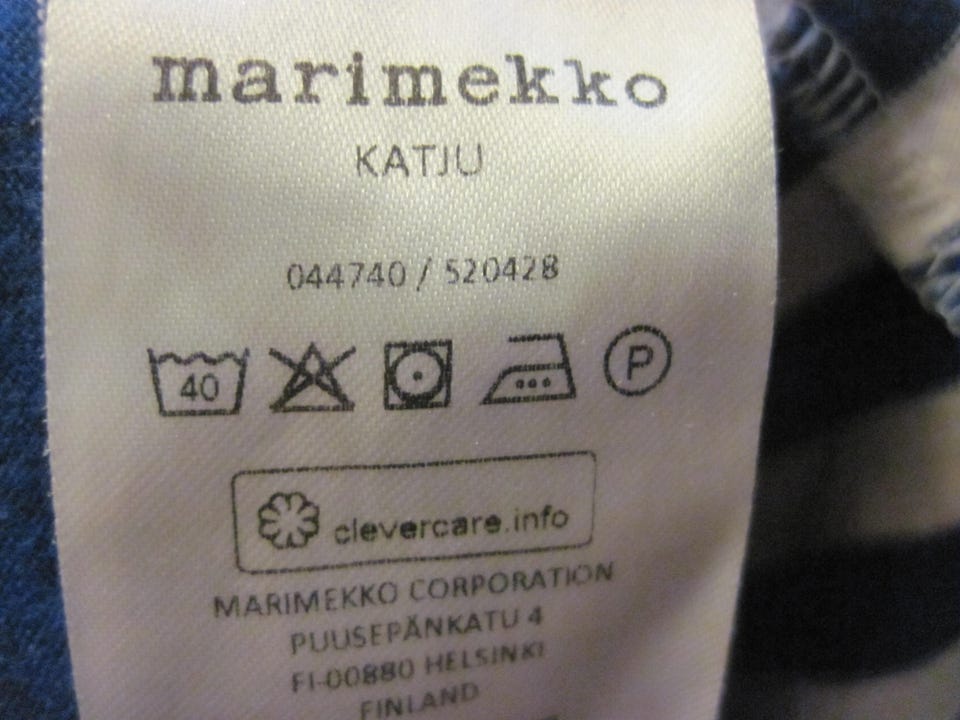 marimekko
KATJU
044740 / 520428
40 P
clevercare.info
MARIMEKKO CORPORATION
PUUSEPÄNKATU 4
FI-00880 HELSINKI
FINLAND